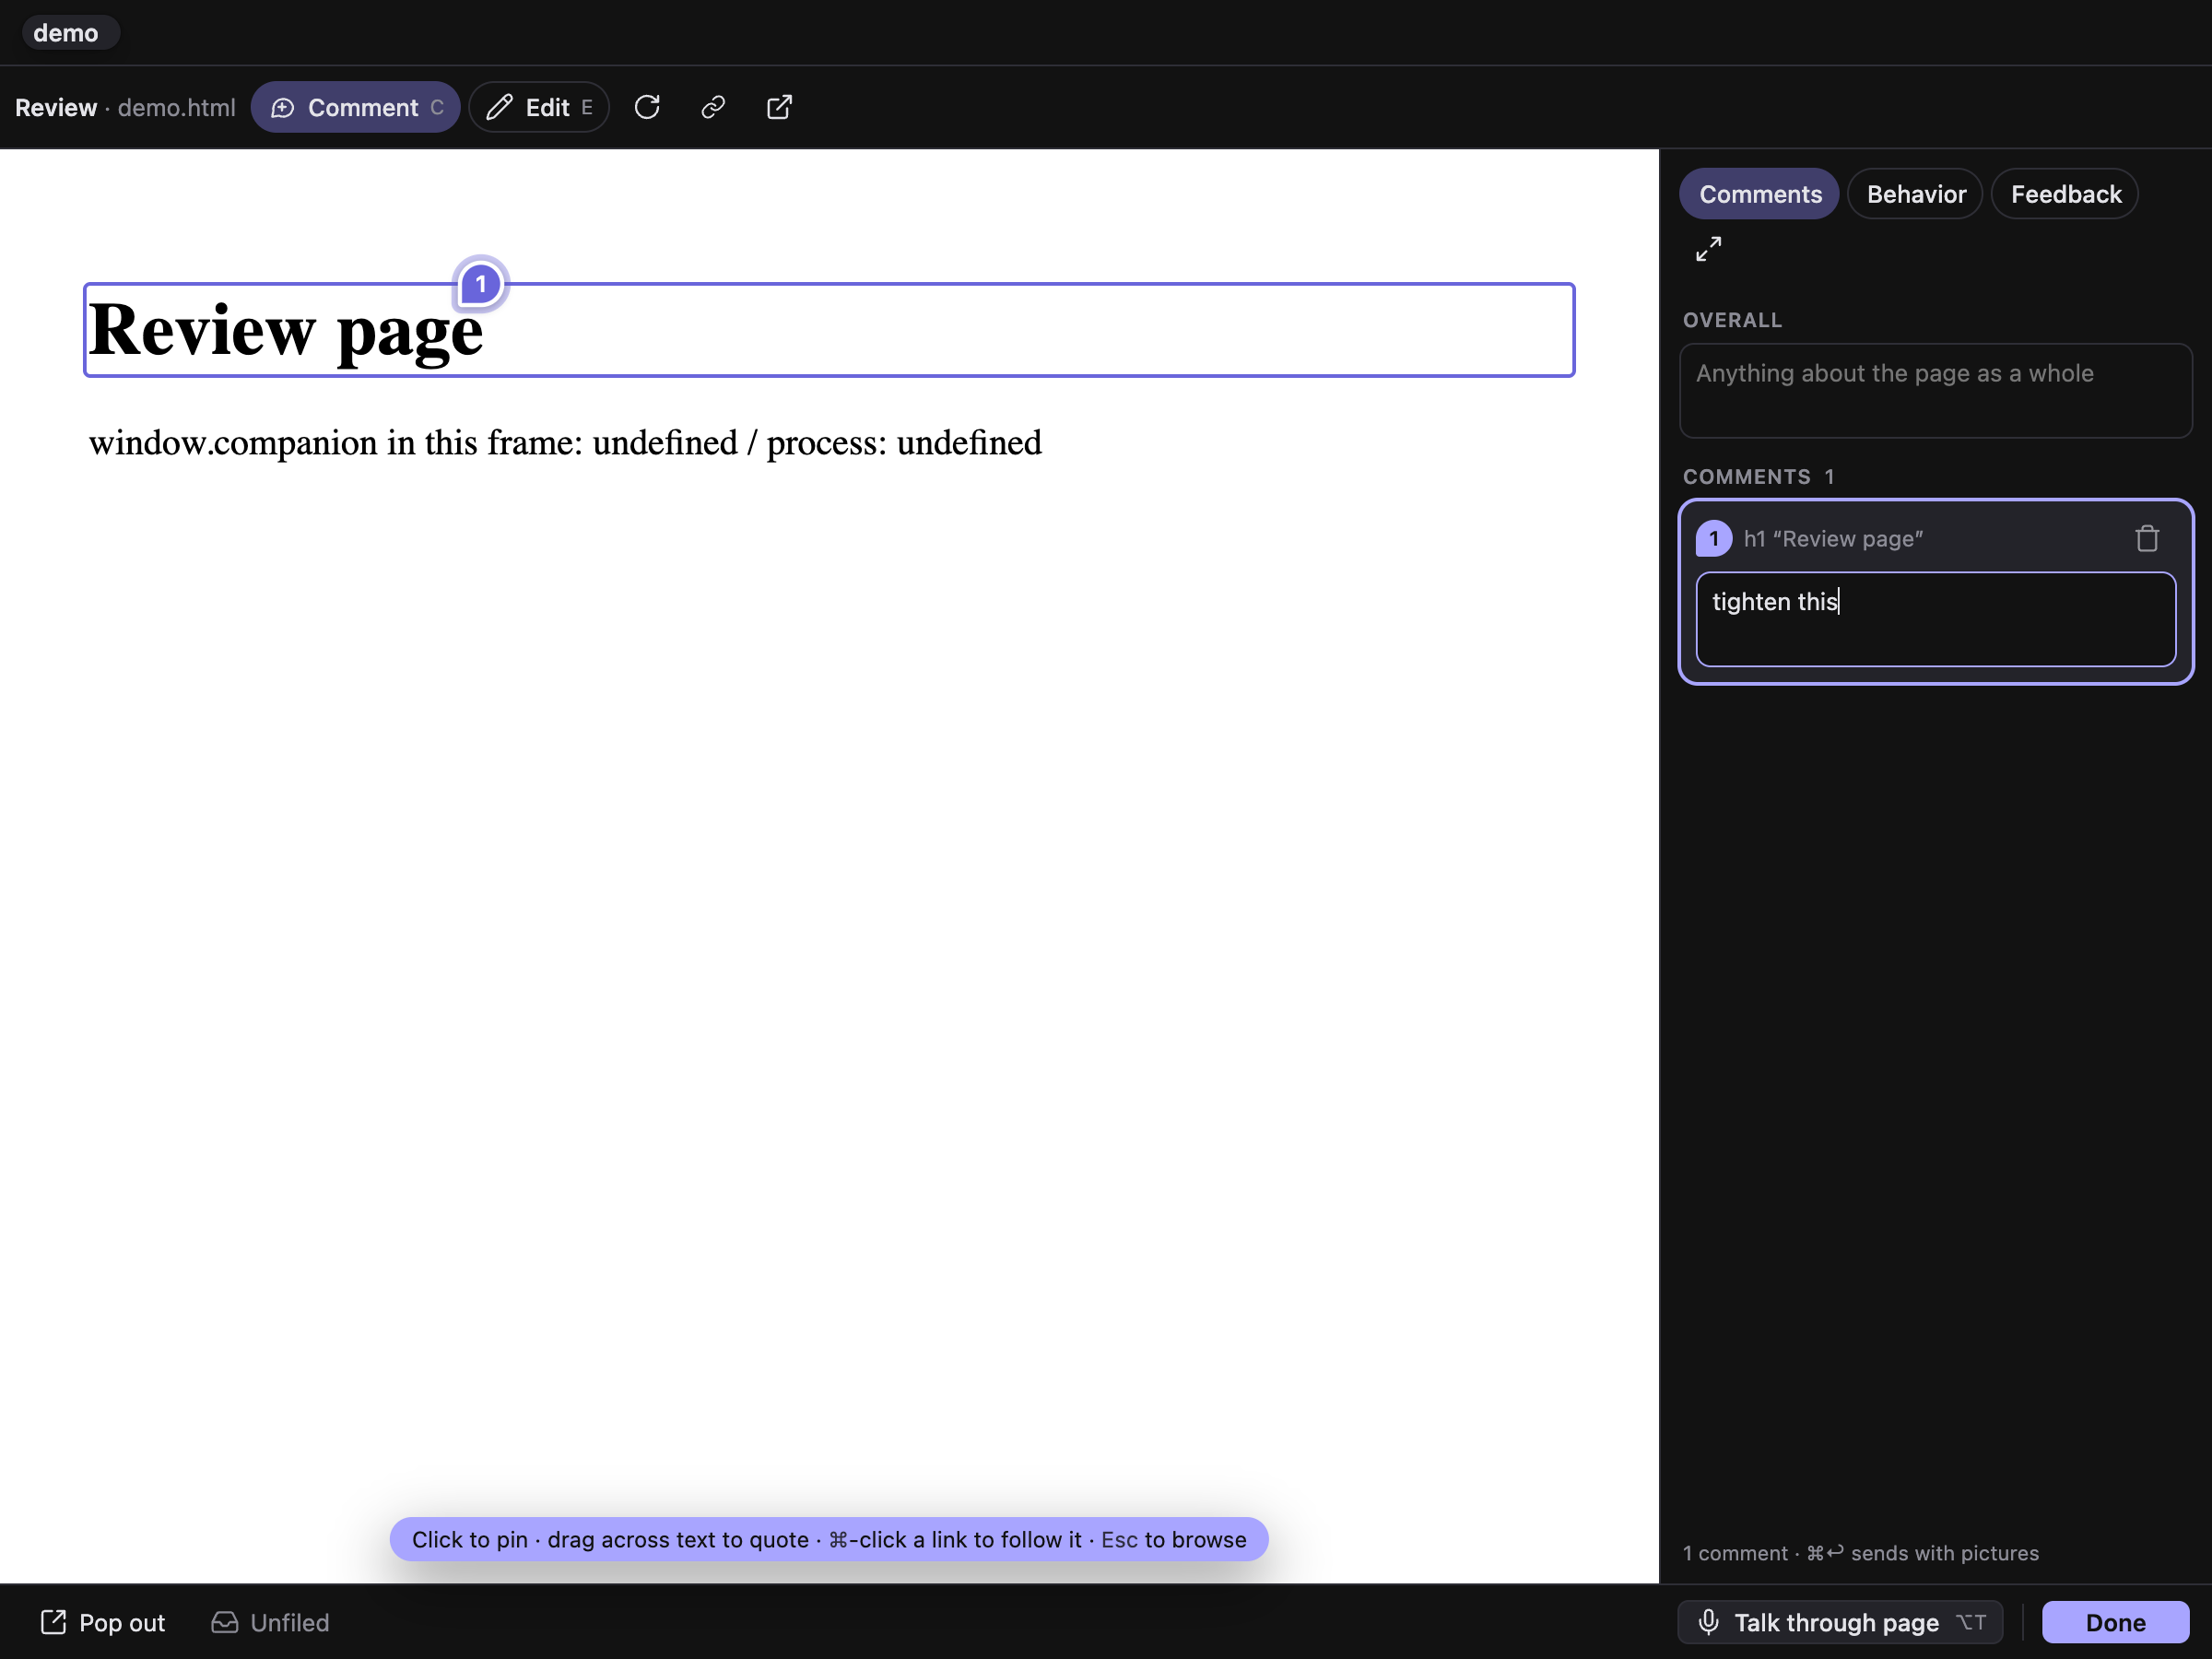 demo
Review · demo.html Comment C Edit E
Comments Behavior Feedback
1
Review page
window.companion in this frame: undefined / process: undefined
OVERALL
Anything about the page as a whole
COMMENTS 1
1 h1 “Review page”
tighten this
Click to pin · drag across text to quote · ⌘-click a link to follow it · Esc to browse
1 comment · ⌘↩ sends with pictures
Pop out Unfiled Talk through page ⌥T Done